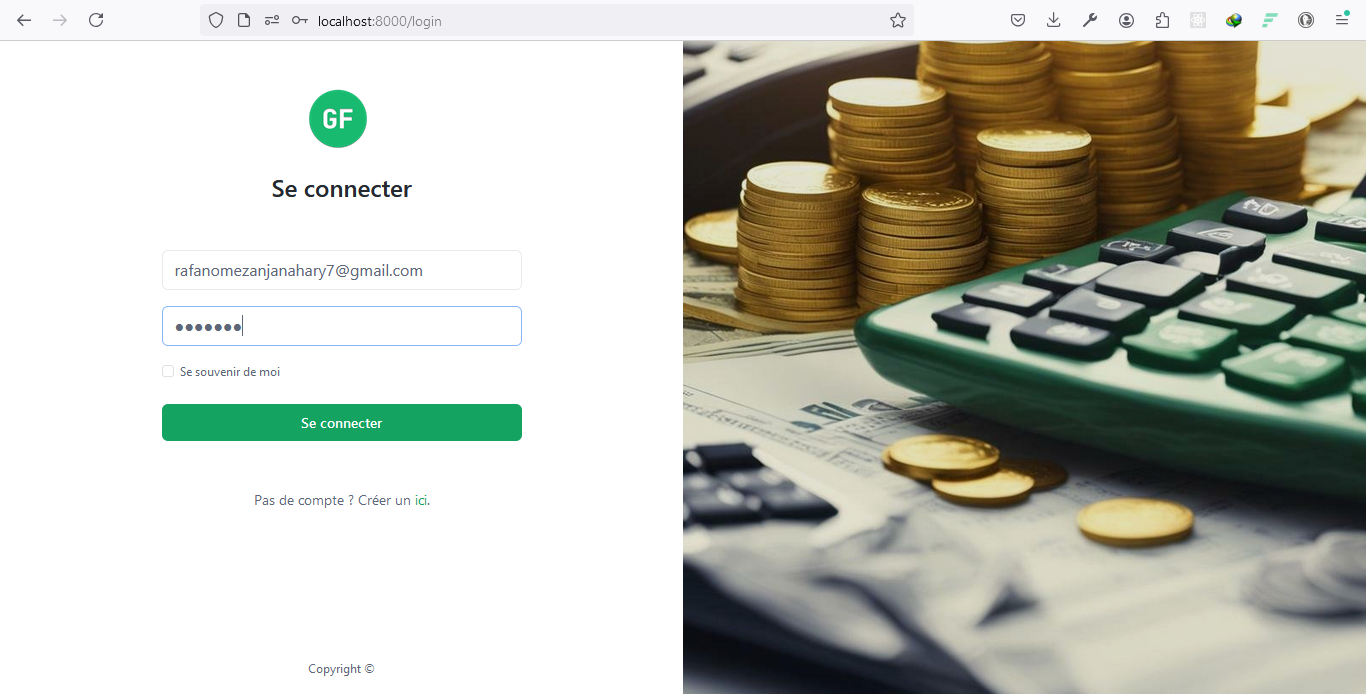 localhost:8000/login
GF
Se connecter
rafanomezanjanahary7@gmail.com
●●●●●●●
Se souvenir de moi
Se connecter
Pas de compte ? Créer un ici.
Copyright ©